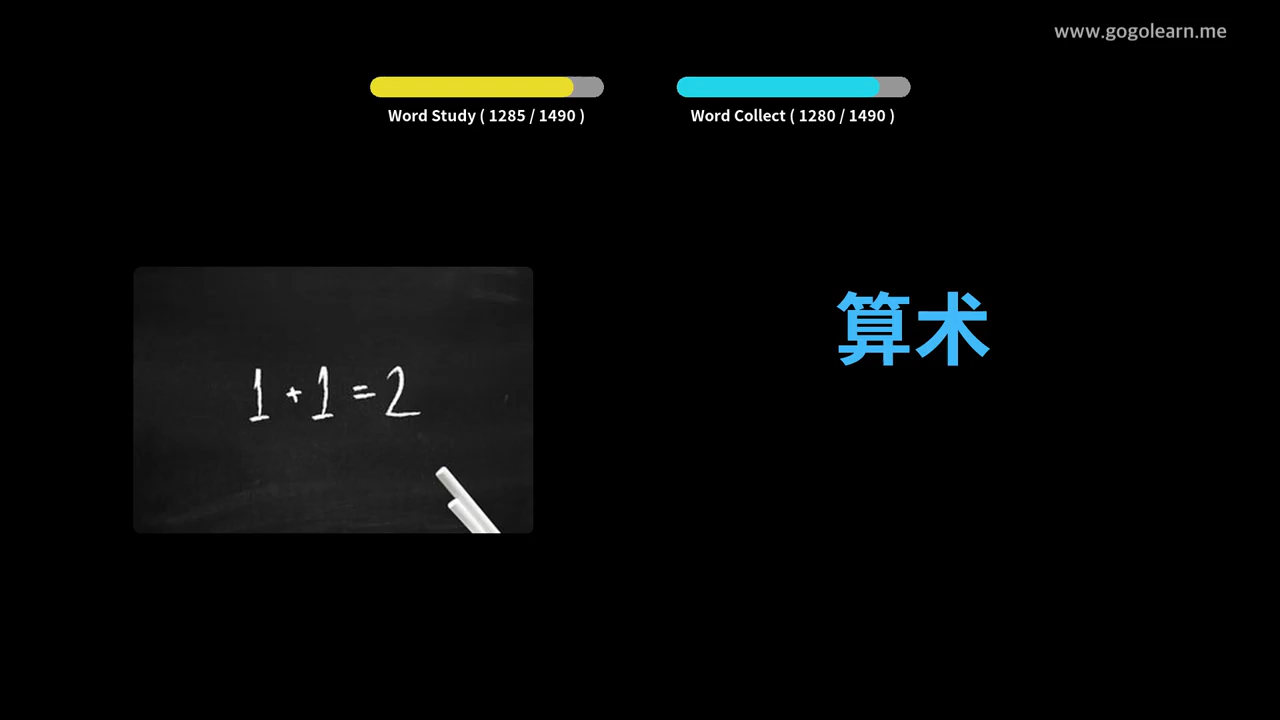 www.gogolearn.me
Word Study ( 1285 / 1490 )
Word Collect ( 1280 / 1490 )
1 + 1 = 2
算术